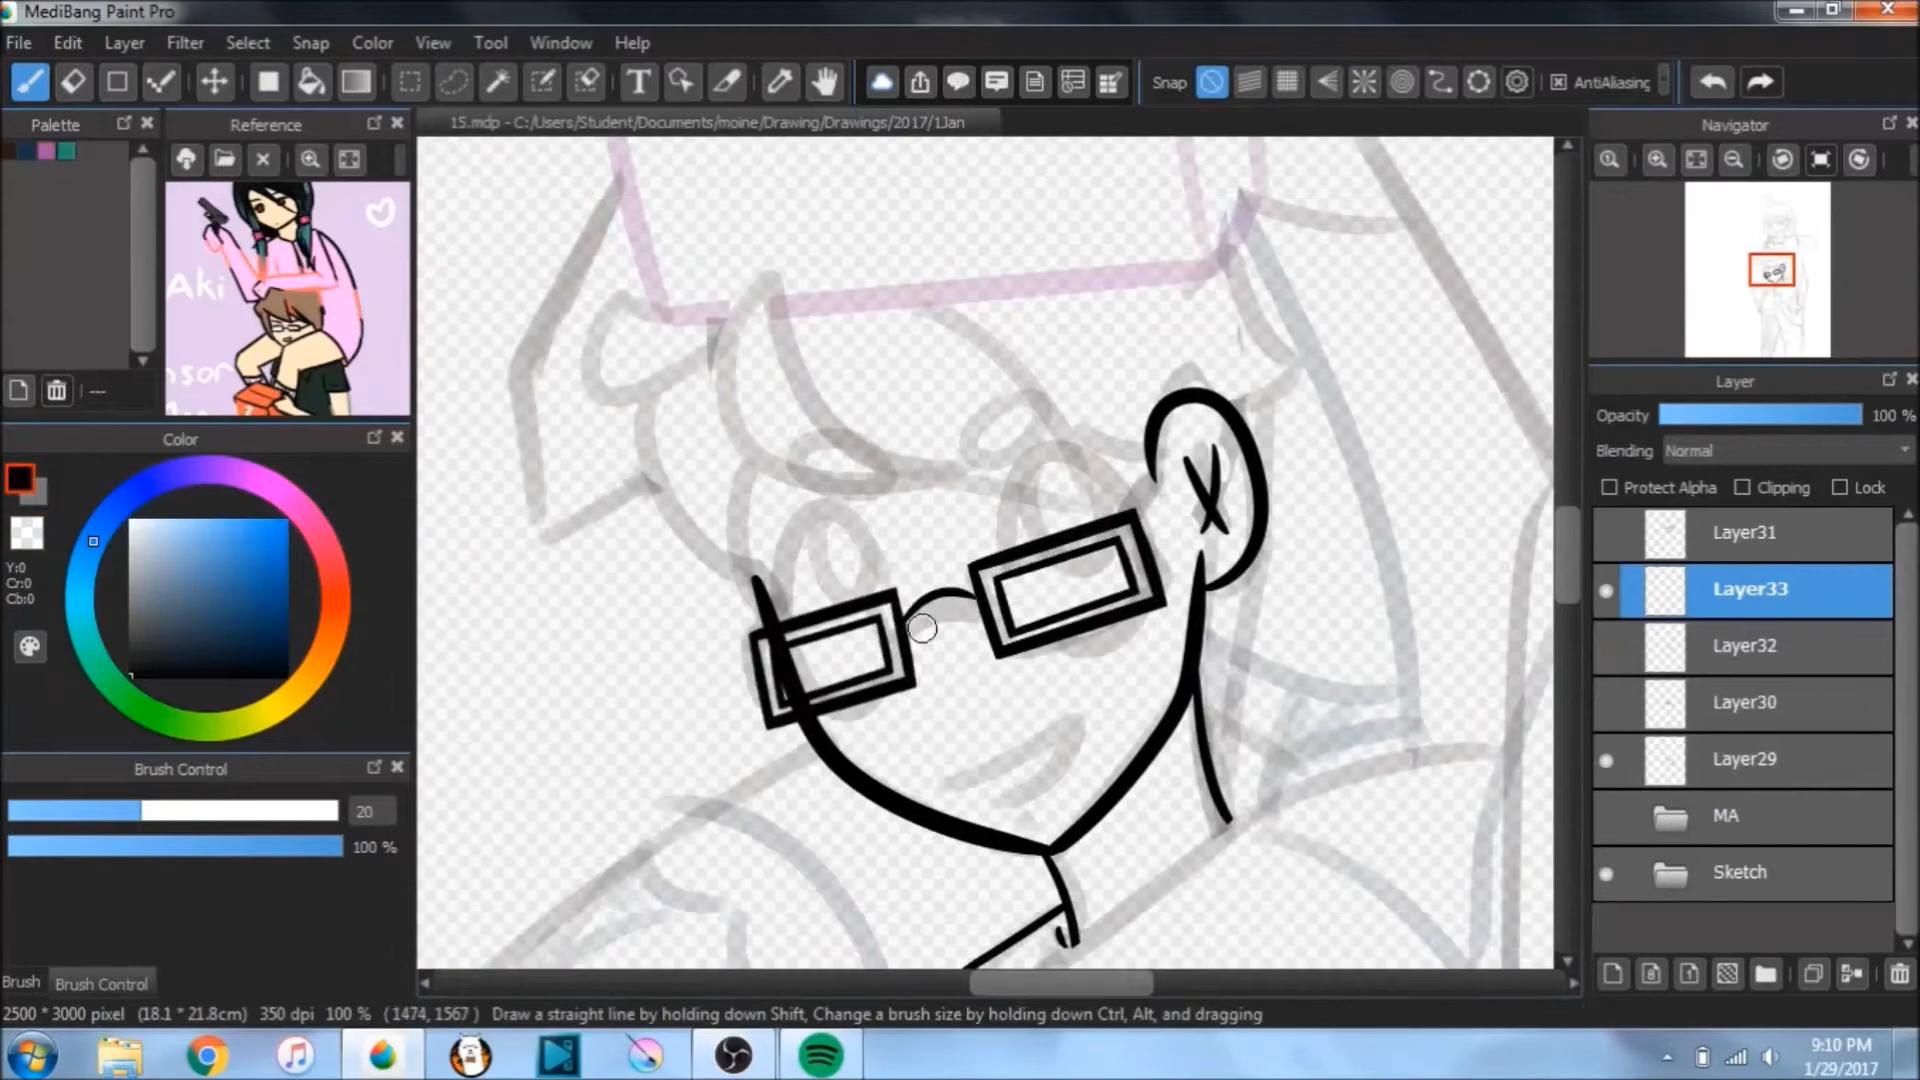 MediBang Paint Pro
File Edit Layer Filter Select Snap Color View Tool Window Help
T Snap AntiAliasing
Palette Reference 15.mdp - C:/Users/Student/Documents/moine/Drawing/Drawings/2017/1Jan Navigator
Aki
nsor
---
Color
Y:0
Cr:0
Cb:0
Brush Control
20
100 %
Brush Brush Control
Layer
Opacity 100 %
Blending Normal
Protect Alpha Clipping Lock
Layer31
Layer33
Layer32
Layer30
Layer29
MA
Sketch
8 1
2500 * 3000 pixel (18.1 * 21.8cm) 350 dpi 100 % ( 1474, 1567 ) Draw a straight line by holding down Shift, Change a brush size by holding down Ctrl, Alt, and dragging
9:10 PM
1/29/2017